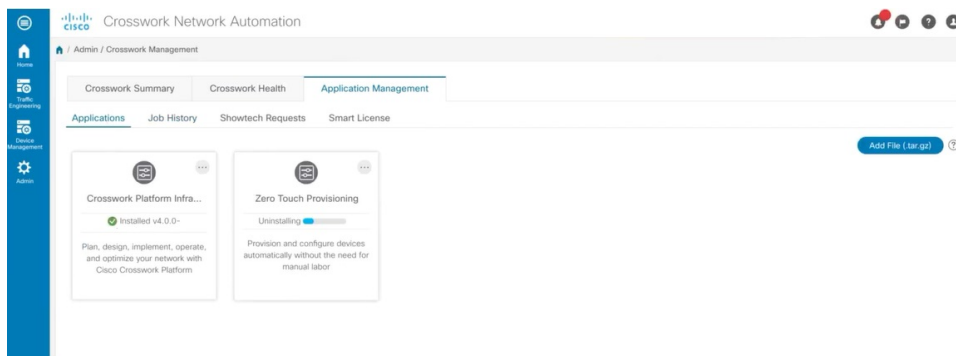 CISCO
Crosswork Network Automation
/ Admin / Crosswork Management
Home
Traffic
Engineering
Device
Management
Admin
Crosswork Summary
Crosswork Health
Application Management
Applications
Job History
Showtech Requests
Smart License
Add File (.tar.gz)
?
Crosswork Platform Infra...
Installed v4.0.0-
Plan, design, implement, operate,
and optimize your network with
Cisco Crosswork Platform
Zero Touch Provisioning
Uninstalling
Provision and configure devices
automatically without the need for
manual labor